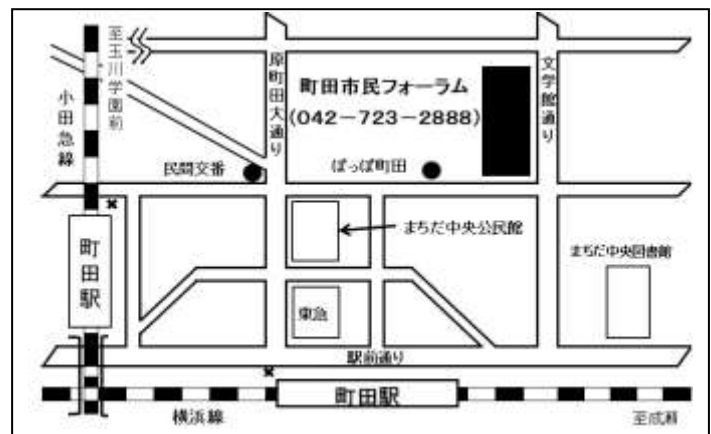 至玉川学園前
小田急線
原町田大通り
町田市民フォーラム
(042－723－2888)
文学館通り
民間交番
ぽっぽ町田
まちだ中央公民館
まちだ中央図書館
町田駅
東急
駅前通り
町田駅
横浜線
至成瀬